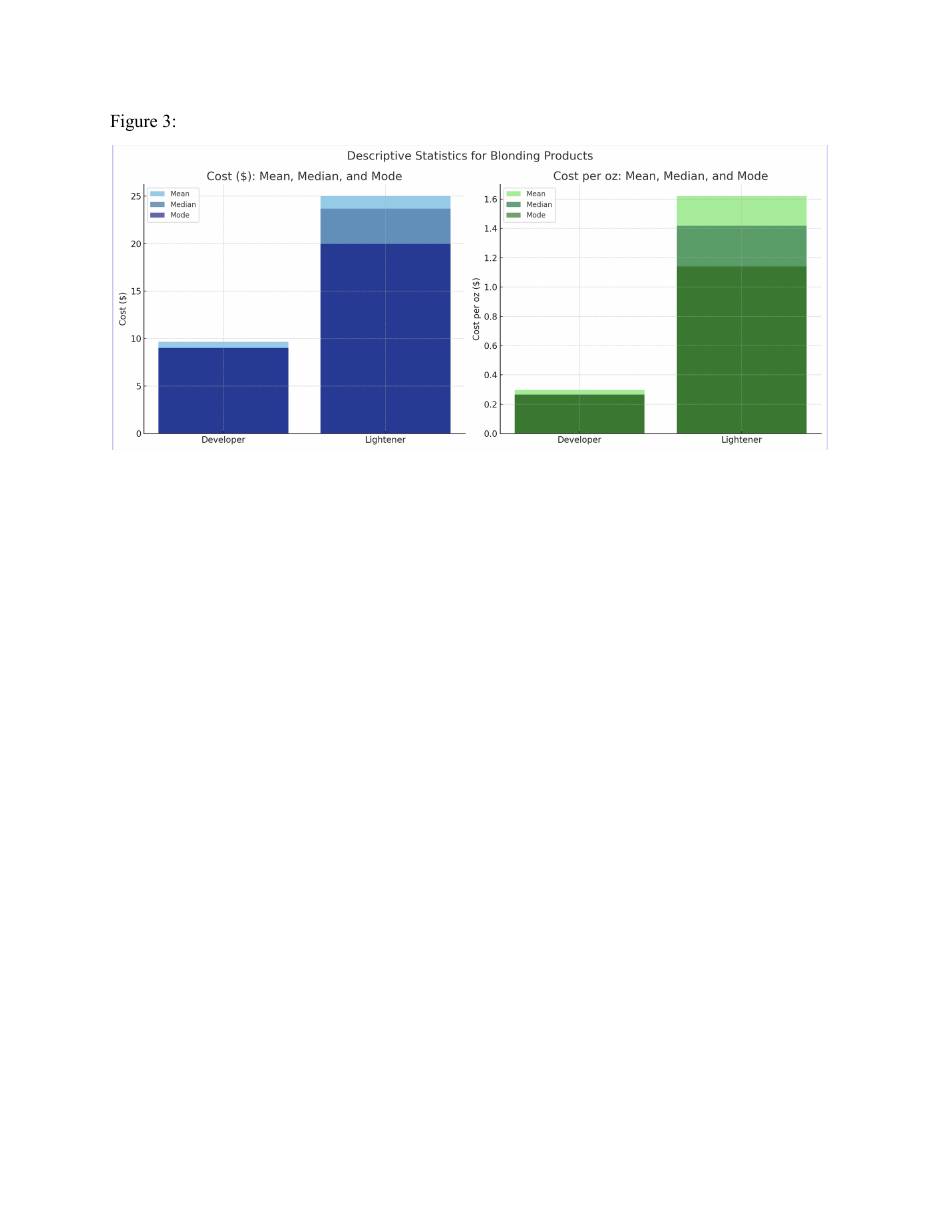 Figure 3:
Descriptive Statistics for Blonding Products
Cost ($): Mean, Median, and Mode
Mean
Median
Mode
25
20
15
10
5
0
Cost ($)
Developer
Lightener
Cost per oz: Mean, Median, and Mode
Mean
Median
Mode
1.6
1.4
1.2
1.0
0.8
0.6
0.4
0.2
0.0
Cost per oz ($)
Developer
Lightener